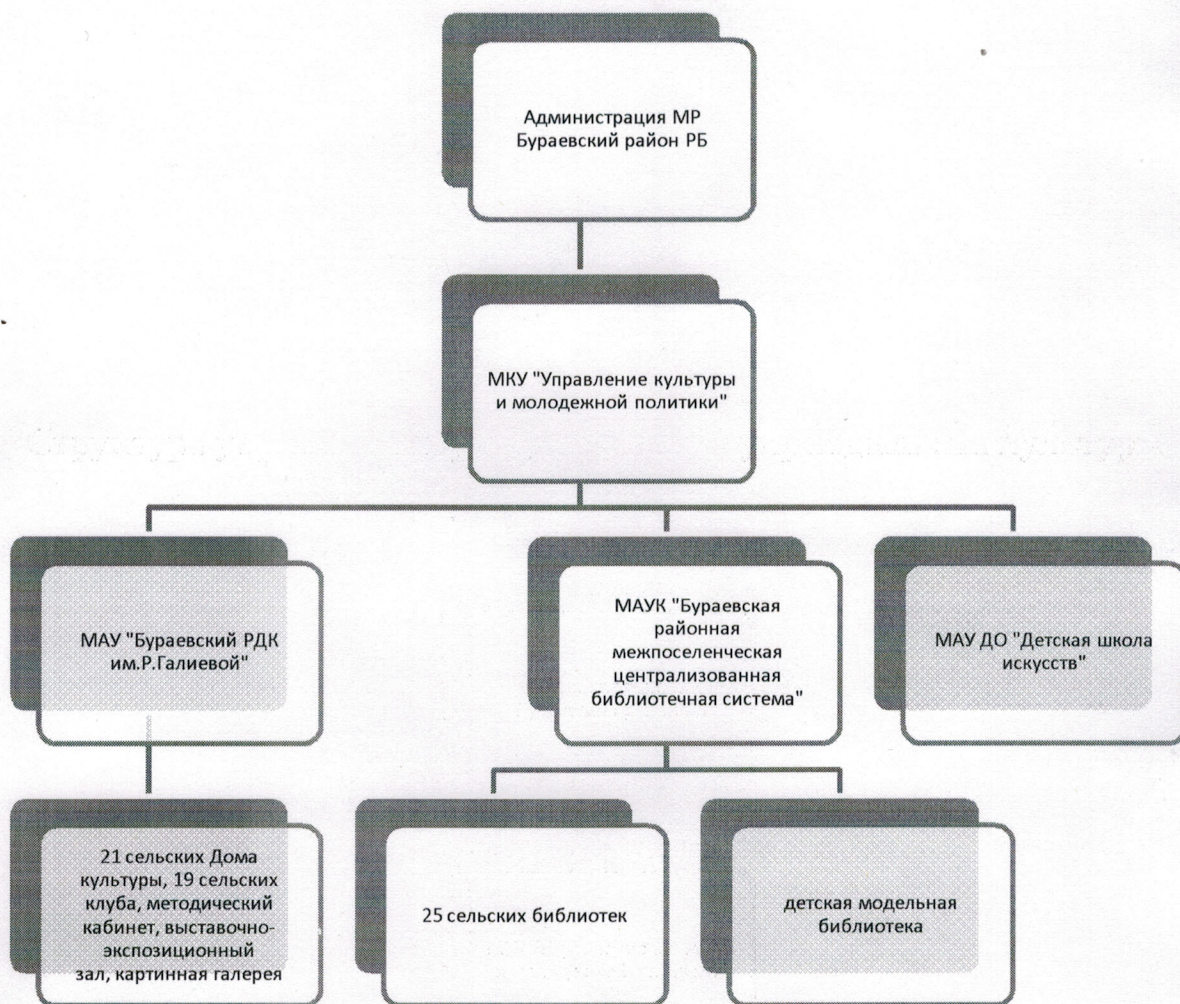 Администрация МР
Бураевский район РБ
МКУ "Управление культуры
и молодежной политики"
МАУ "Бураевский РДК
им.Р.Галиевой"
МАУК "Бураевская
районная
межпоселенческая
централизованная
библиотечная система"
МАУ ДО "Детская школа
искусств"
21 сельских Дома
культуры, 19 сельских
клуба, методический
кабинет, выставочно-
экспозиционный
зал, картинная галерея
25 сельских библиотек
детская модельная
библиотека